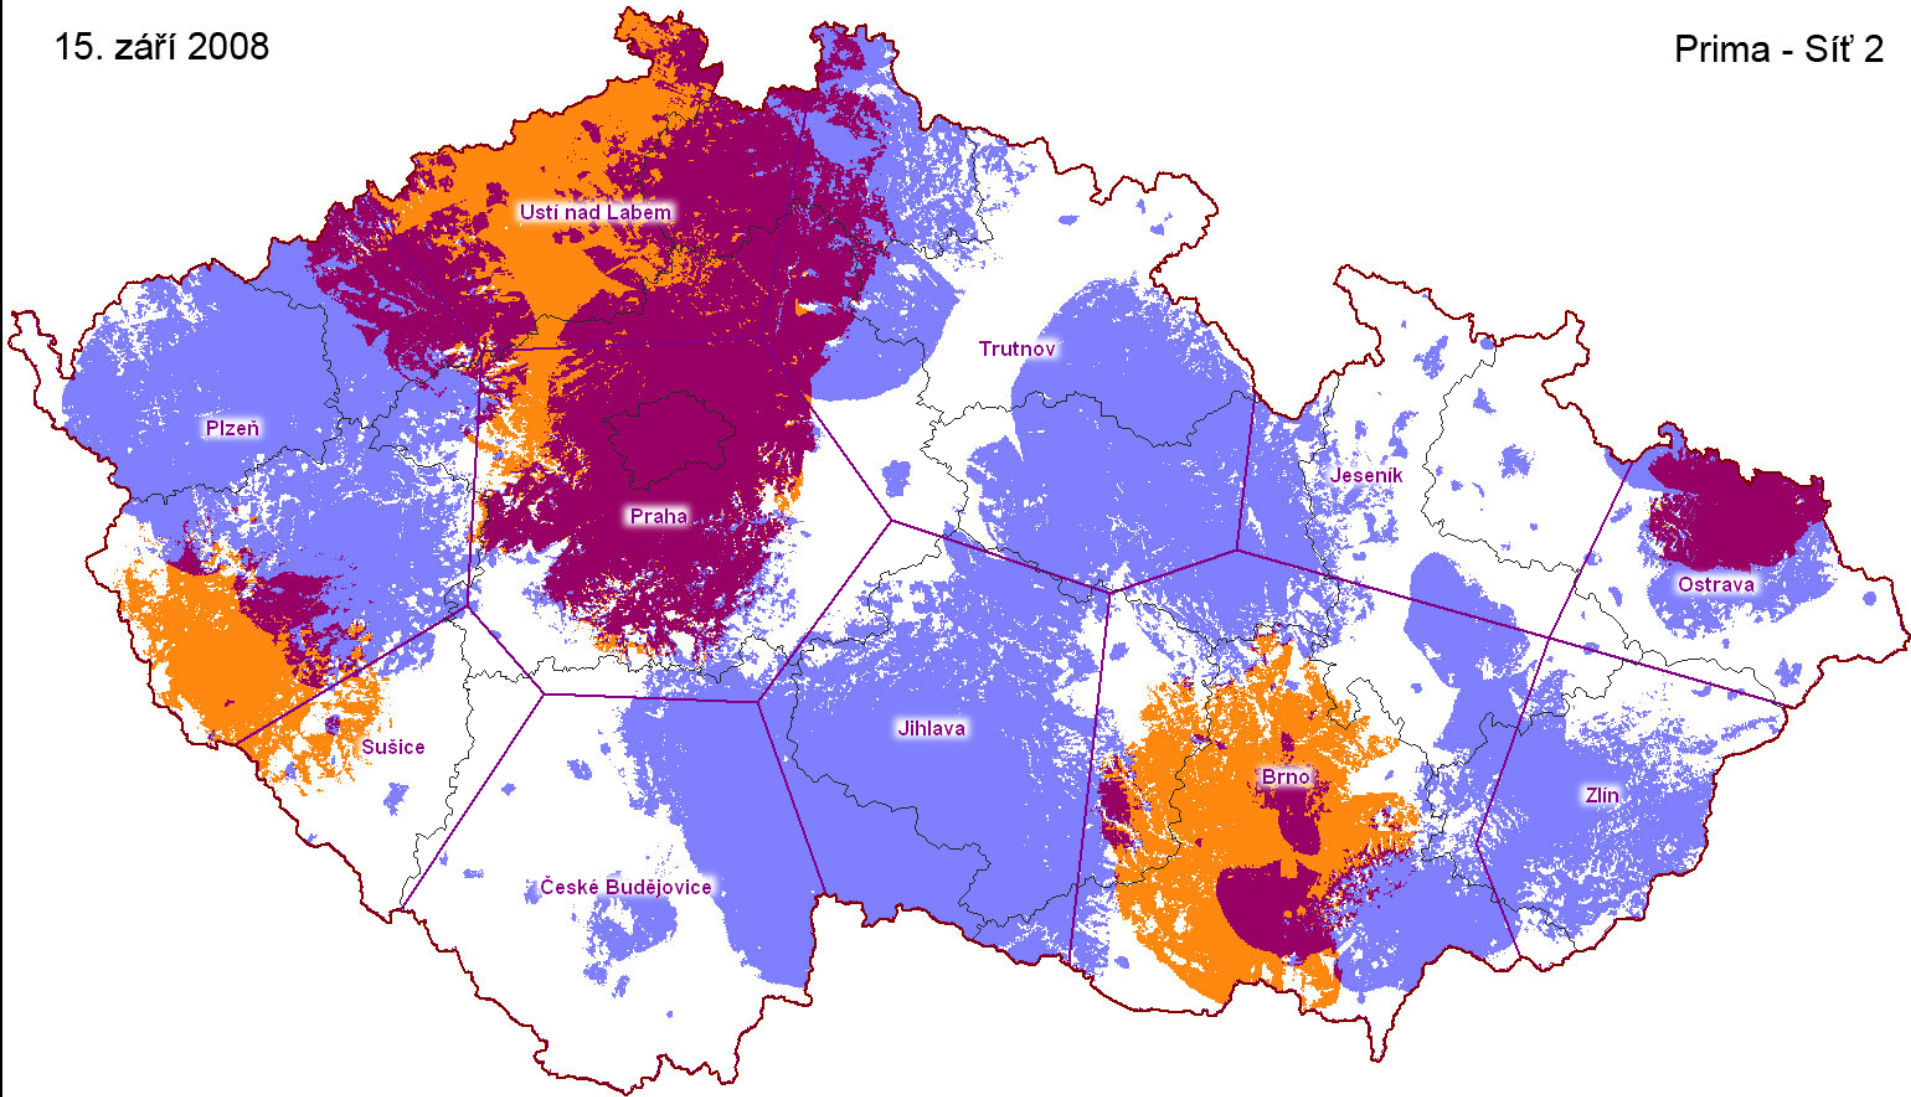 15. září 2008
Prima - Síť 2
Ustí nad Labem
Trutnov
Plzeň
Jeseník
Praha
Ostrava
Jihlava
Sušice
Brno
Zlín
České Budějovice